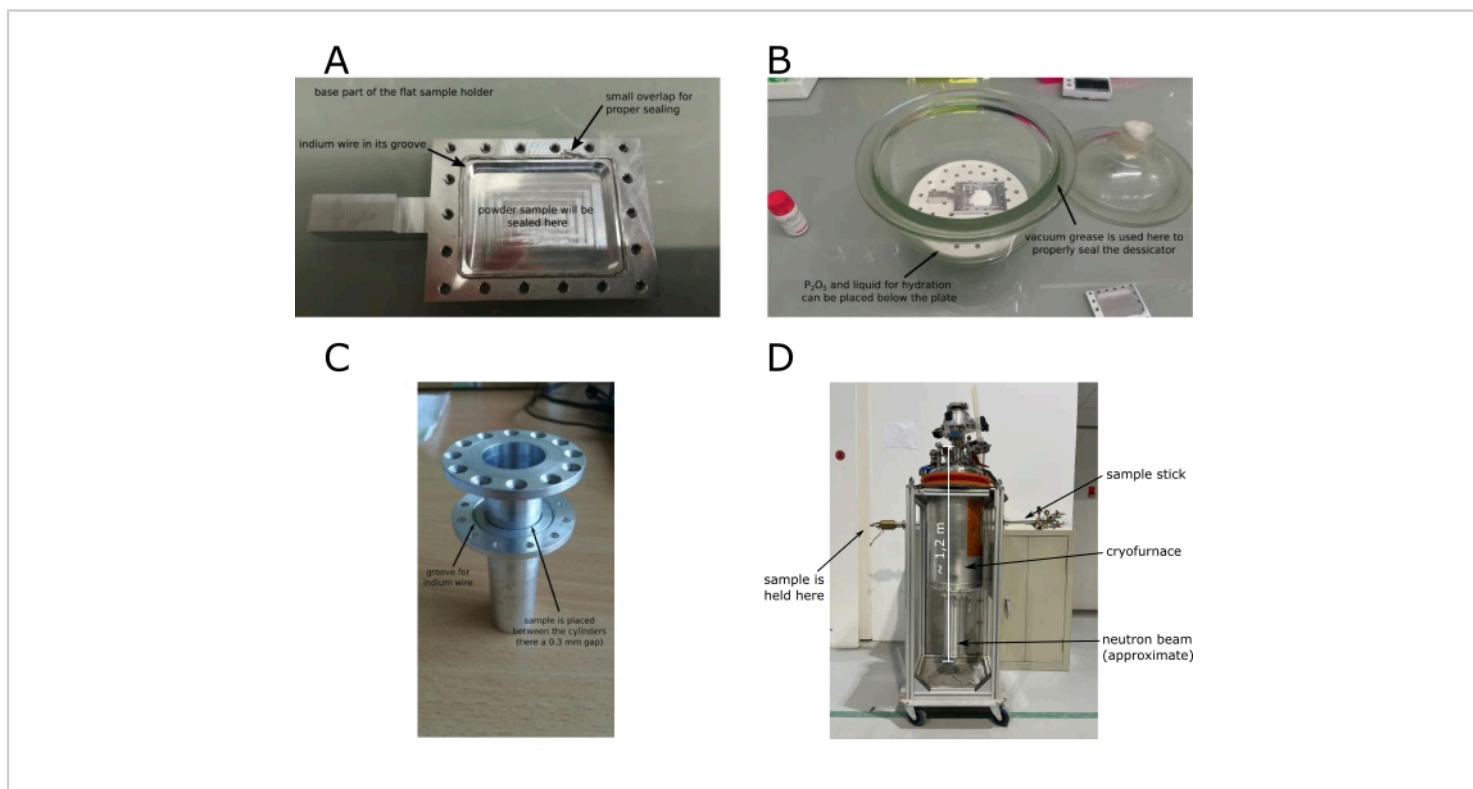 A
base part of the flat sample holder
small overlap for
proper sealing
indium wire in its groove
powder sample will be
sealed here
B
vacuum grease is used here to
properly seal the dessicator
P₂O₅ and liquid for hydration
can be placed below the plate
C
groove for
indium wire
sample is placed
between the cylinders
(here a 0.3 mm gap)
D
sample stick
~ 1,2 m
cryofurnace
sample is
held here
neutron beam
(approximate)